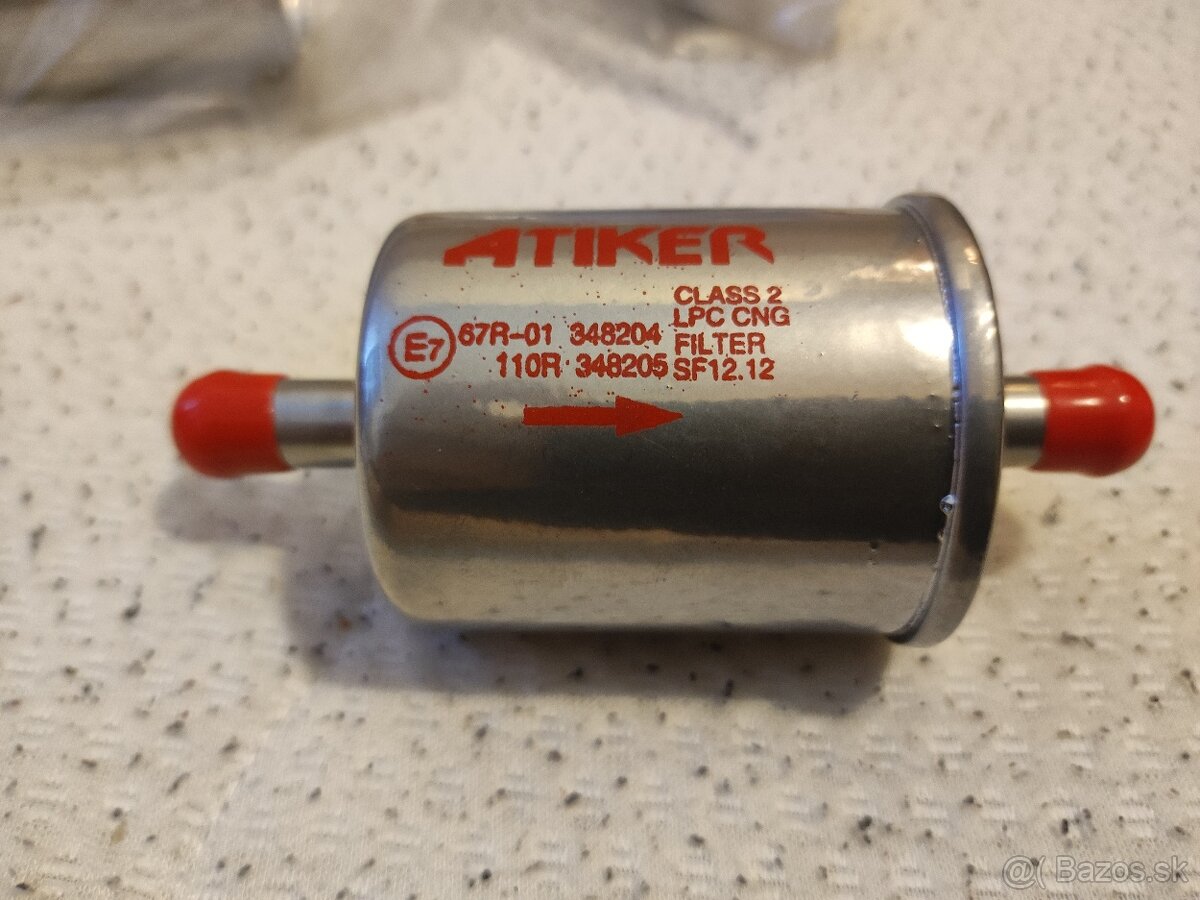 ATIKER
CLASS 2
LPC CNG
E7 67R-01 348204 FILTER
110R 348205 SF12.12
@( Bazos.sk